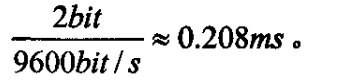 2bit
9600bit / s ≈ 0.208ms 。